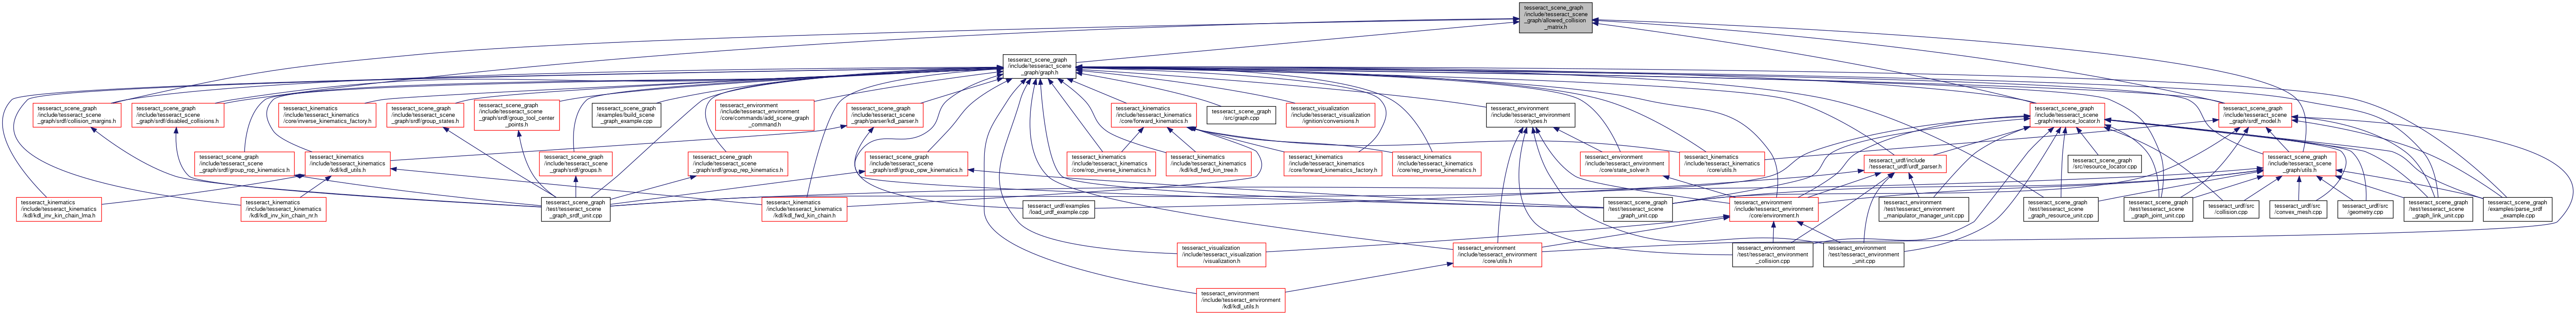 tesseract_scene_graph
/include/tesseract_scene
_graph/allowed_collision
_matrix.h
tesseract_scene_graph
/include/tesseract_scene
_graph/graph.h
tesseract_scene_graph
/include/tesseract_scene
_graph/srdf/collision_margins.h
tesseract_scene_graph
/include/tesseract_scene
_graph/srdf/disabled_collisions.h
tesseract_kinematics
/include/tesseract_kinematics
/core/inverse_kinematics_factory.h
tesseract_scene_graph
/include/tesseract_scene
_graph/srdf/group_states.h
tesseract_scene_graph
/include/tesseract_scene
_graph/srdf/group_tool_center
_points.h
tesseract_scene_graph
/examples/build_scene
_graph_example.cpp
tesseract_environment
/include/tesseract_environment
/core/commands/add_scene_graph
_command.h
tesseract_scene_graph
/include/tesseract_scene
_graph/parser/kdl_parser.h
tesseract_kinematics
/include/tesseract_kinematics
/core/forward_kinematics.h
tesseract_scene_graph
/src/graph.cpp
tesseract_visualization
/include/tesseract_visualization
/ignition/conversions.h
tesseract_environment
/include/tesseract_environment
/core/types.h
tesseract_scene_graph
/include/tesseract_scene
_graph/resource_locator.h
tesseract_scene_graph
/include/tesseract_scene
_graph/srdf_model.h
tesseract_scene_graph
/include/tesseract_scene
_graph/srdf/group_rop_kinematics.h
tesseract_kinematics
/include/tesseract_kinematics
/kdl/kdl_utils.h
tesseract_scene_graph
/include/tesseract_scene
_graph/srdf/groups.h
tesseract_scene_graph
/include/tesseract_scene
_graph/srdf/group_rep_kinematics.h
tesseract_scene_graph
/include/tesseract_scene
_graph/srdf/group_opw_kinematics.h
tesseract_kinematics
/include/tesseract_kinematics
/core/rop_inverse_kinematics.h
tesseract_kinematics
/include/tesseract_kinematics
/kdl/kdl_fwd_kin_tree.h
tesseract_kinematics
/include/tesseract_kinematics
/core/forward_kinematics_factory.h
tesseract_kinematics
/include/tesseract_kinematics
/core/rep_inverse_kinematics.h
tesseract_environment
/include/tesseract_environment
/core/state_solver.h
tesseract_kinematics
/include/tesseract_kinematics
/core/utils.h
tesseract_urdf/include
/tesseract_urdf/urdf_parser.h
tesseract_scene_graph
/src/resource_locator.cpp
tesseract_scene_graph
/include/tesseract_scene
_graph/utils.h
tesseract_kinematics
/include/tesseract_kinematics
/kdl/kdl_inv_kin_chain_lma.h
tesseract_kinematics
/include/tesseract_kinematics
/kdl/kdl_inv_kin_chain_nr.h
tesseract_scene_graph
/test/tesseract_scene
_graph_srdf_unit.cpp
tesseract_kinematics
/include/tesseract_kinematics
/kdl/kdl_fwd_kin_chain.h
tesseract_urdf/examples
/load_urdf_example.cpp
tesseract_scene_graph
/test/tesseract_scene
_graph_unit.cpp
tesseract_environment
/include/tesseract_environment
/core/environment.h
tesseract_environment
/test/tesseract_environment
_manipulator_manager_unit.cpp
tesseract_scene_graph
/test/tesseract_scene
_graph_resource_unit.cpp
tesseract_scene_graph
/test/tesseract_scene
_graph_joint_unit.cpp
tesseract_urdf/src
/collision.cpp
tesseract_urdf/src
/convex_mesh.cpp
tesseract_urdf/src
/geometry.cpp
tesseract_scene_graph
/test/tesseract_scene
_graph_link_unit.cpp
tesseract_scene_graph
/examples/parse_srdf
_example.cpp
tesseract_visualization
/include/tesseract_visualization
/visualization.h
tesseract_environment
/include/tesseract_environment
/core/utils.h
tesseract_environment
/test/tesseract_environment
_collision.cpp
tesseract_environment
/test/tesseract_environment
_unit.cpp
tesseract_environment
/include/tesseract_environment
/kdl/kdl_utils.h